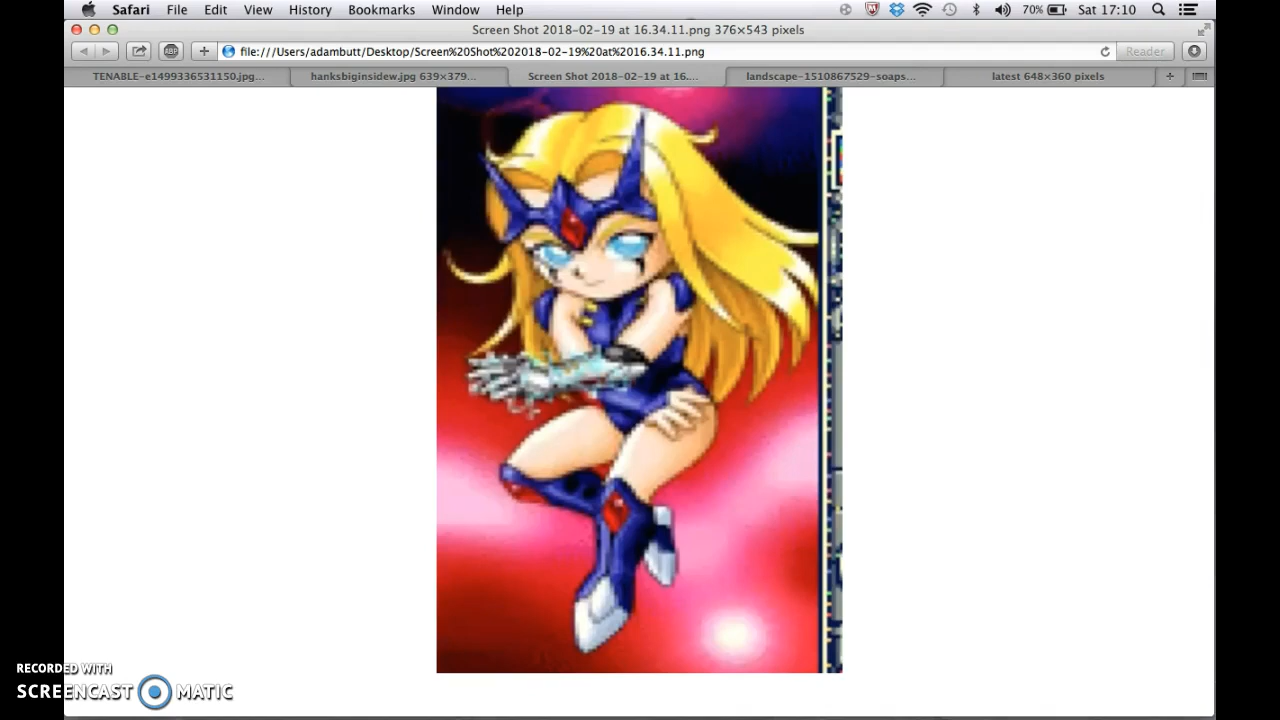 Safari File Edit View History Bookmarks Window Help 70% Sat 17:10
Screen Shot 2018-02-19 at 16.34.11.png 376×543 pixels
ABP + file:///Users/adambutt/Desktop/Screen%20Shot%202018-02-19%20at%2016.34.11.png Reader
TENABLE-e1499336531150.jpg... hanksbiginsidew.jpg 639×379... Screen Shot 2018-02-19 at 16.... landscape-1510867529-soaps... latest 648×360 pixels +
RECORDED WITH
SCREENCAST MATIC